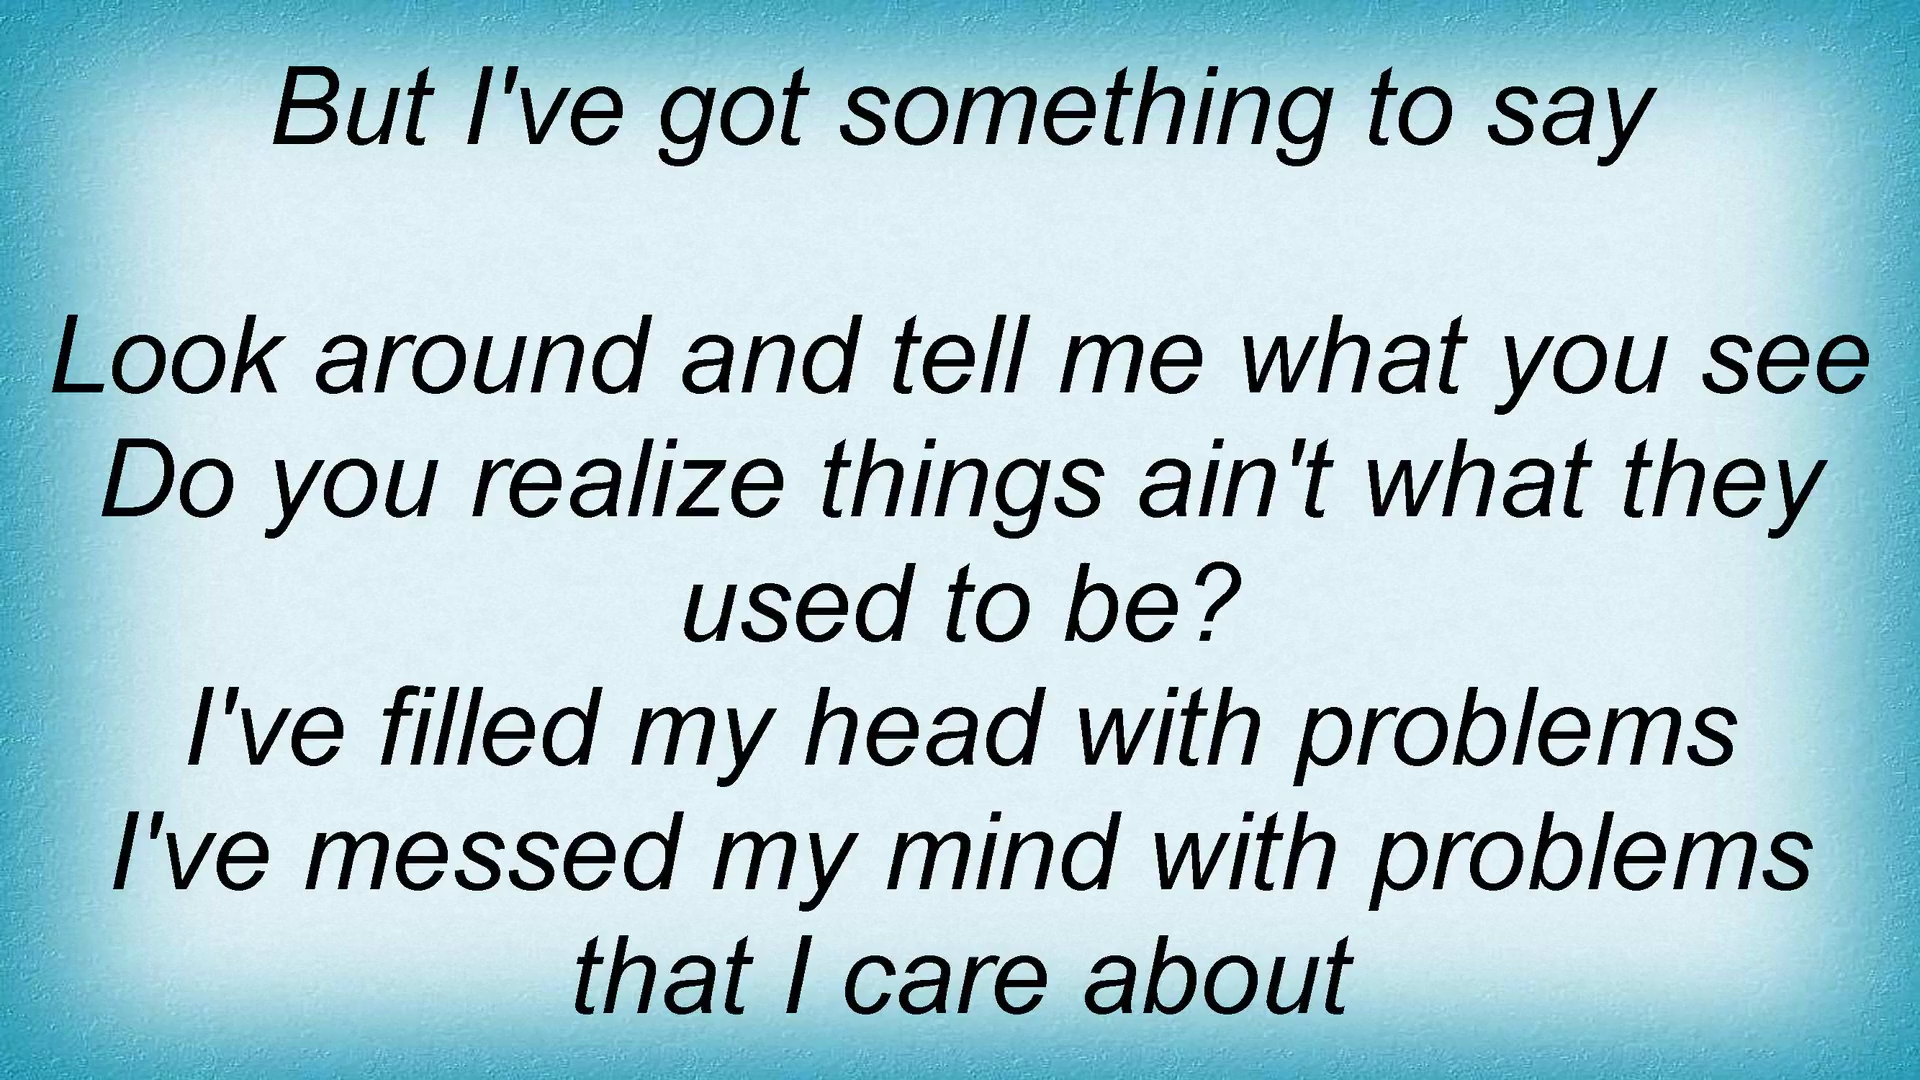 But I've got something to say
Look around and tell me what you see
Do you realize things ain't what they
used to be?
I've filled my head with problems
I've messed my mind with problems
that I care about